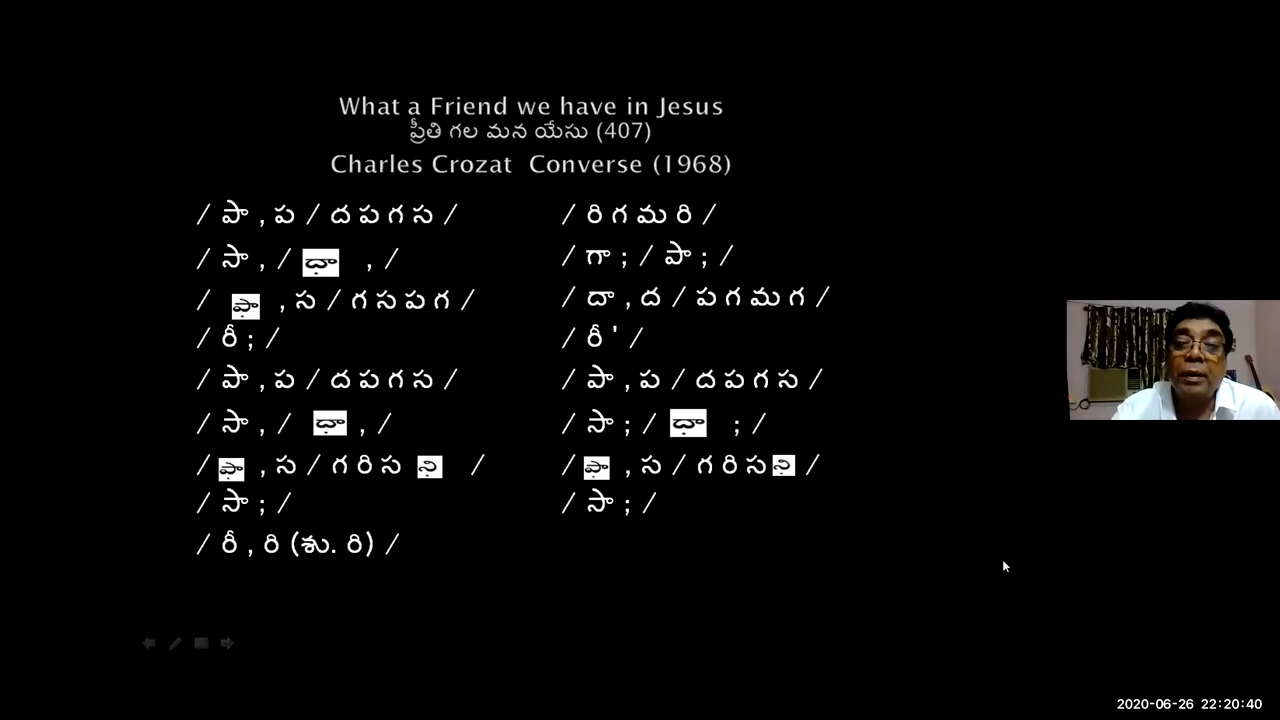 What a Friend we have in Jesus
ప్రీతి గల మన యేసు (407)
Charles Crozat Converse (1968)
/ పా , ప / ద ప గ స /
/ సా , / దా , /
/ పా , స / గ స ప గ /
/ రీ ; /
/ పా , ప / ద ప గ స /
/ సా , / దా , /
/ పా , స / గ రి స ని /
/ సా ; /
/ రీ , రి (శు. రి) /
/ రి గ మ రి /
/ గా ; / పా ; /
/ దా , ద / ప గ మ గ /
/ రీ ' /
/ పా , ప / ద ప గ స /
/ సా ; / దా ; /
/ పా , స / గ రి స ని /
/ సా ; /
2020-06-26 22:20:40